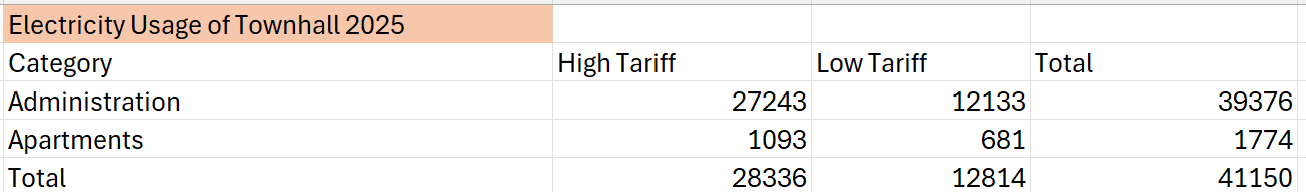 Electricity Usage of Townhall 2025
Category High Tariff Low Tariff Total
Administration 27243 12133 39376
Apartments 1093 681 1774
Total 28336 12814 41150